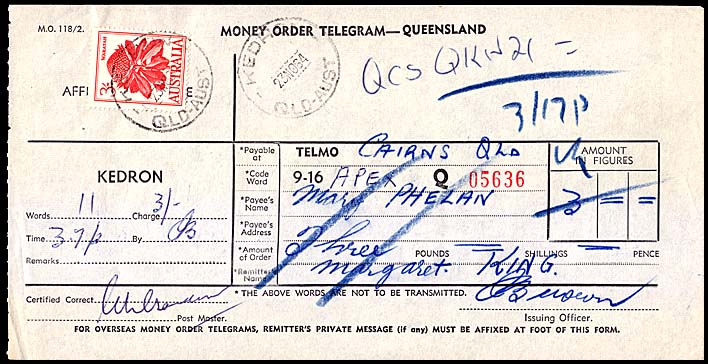 M.O. 118/2.
MONEY ORDER TELEGRAM—QUEENSLAND
WARATAH
3/-
AUSTRALIA
QLD-AUST
KEDRON
QLD-AUST
AFFI E
QCS QKN21 =
3/17p
KEDRON
Words 11 Charge 3/-
Time 3-7p By
Remarks
Certified Correct
Post Master.
*Payable at TELMO CAIRNS QLD
*Code Word 9-16 APEX Q 05636
*Payee's Name Mary PHELAN
*Payee's Address
*Amount of Order Three POUNDS = SHILLINGS = PENCE
*Remitter's Name Margaret KING.
AMOUNT IN FIGURES
3 = =
* THE ABOVE WORDS ARE NOT TO BE TRANSMITTED.
Issuing Officer.
FOR OVERSEAS MONEY ORDER TELEGRAMS, REMITTER'S PRIVATE MESSAGE (if any) MUST BE AFFIXED AT FOOT OF THIS FORM.